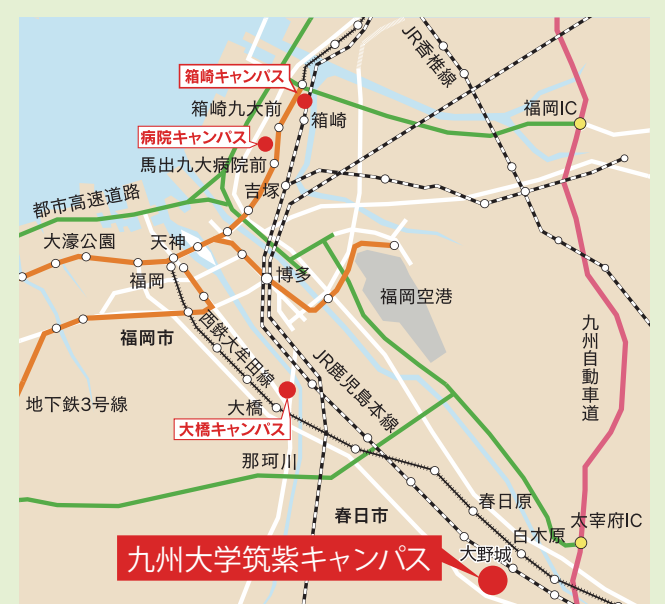 JR香椎線
箱崎キャンパス
箱崎九大前
箱崎
福岡IC
病院キャンパス
馬出九大病院前
吉塚
都市高速道路
大濠公園
天神
福岡
博多
福岡空港
福岡市
西鉄大牟田線
九州自動車道
JR鹿児島本線
地下鉄3号線
大橋
大橋キャンパス
那珂川
春日市
春日原
白木原
太宰府IC
大野城
九州大学筑紫キャンパス